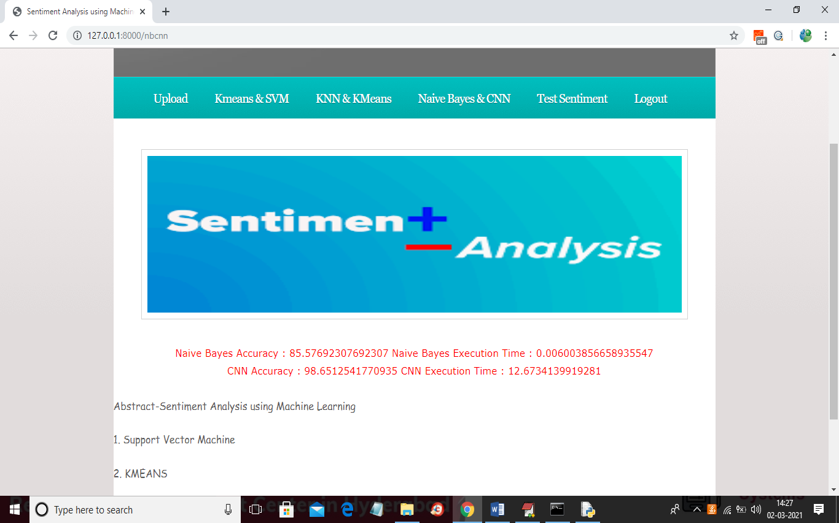 Sentiment Analysis using Machin
127.0.0.1:8000/nbcnn
off
Upload Kmeans & SVM KNN & KMeans Naive Bayes & CNN Test Sentiment Logout
Sentimen
Analysis
Naive Bayes Accuracy : 85.57692307692307 Naive Bayes Execution Time : 0.006003856658935547
CNN Accuracy : 98.6512541770935 CNN Execution Time : 12.6734139919281
Abstract-Sentiment Analysis using Machine Learning
1. Support Vector Machine
2. KMEANS
Type here to search
14:27
02-03-2021